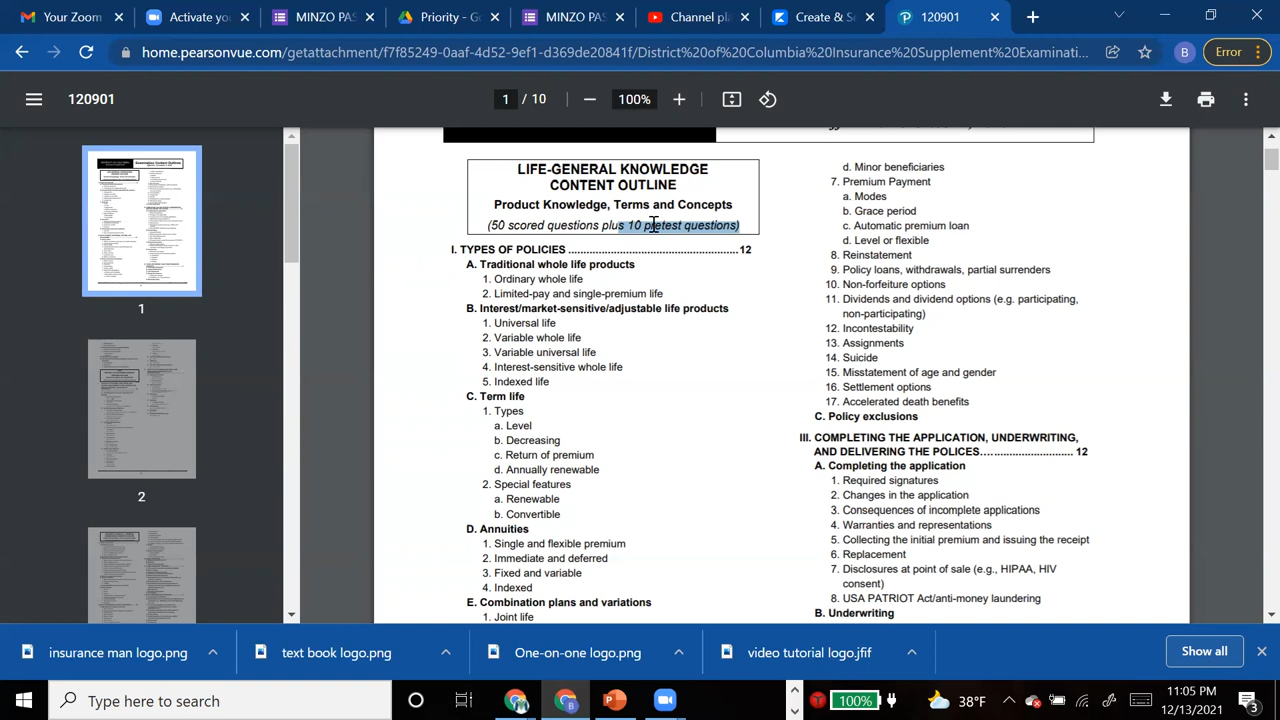 Your Zoom
Activate you
MINZO PAS
Priority - Go
MINZO PAS
Channel pl
Create & Se
120901
home.pearsonvue.com/getattachment/f7f85249-0aaf-4d52-9ef1-d369de20841f/District%20of%20Columbia%20Insurance%20Supplement%20Examinati...
B
Error
120901
1 / 10
100%
1
2
LIFE-GENERAL KNOWLEDGE
CONTENT OUTLINE
Product Knowledge, Terms and Concepts
(50 scored questions plus 10 pretest questions)
I. TYPES OF POLICIES............................................................ 12
A. Traditional whole life products
1. Ordinary whole life
2. Limited-pay and single-premium life
B. Interest/market-sensitive/adjustable life products
1. Universal life
2. Variable whole life
3. Variable universal life
4. Interest-sensitive whole life
5. Indexed life
C. Term life
1. Types
a. Level
b. Decreasing
c. Return of premium
d. Annually renewable
2. Special features
a. Renewable
b. Convertible
D. Annuities
1. Single and flexible premium
2. Immediate and deferred
3. Fixed and variable
4. Indexed
E. Combination plans and variations
1. Joint life
d. Minor beneficiaries
7. Premium Payment
a. Modes
b. Grace period
c. Automatic premium loan
d. Level or flexible
8. Reinstatement
9. Policy loans, withdrawals, partial surrenders
10. Non-forfeiture options
11. Dividends and dividend options (e.g. participating,
non-participating)
12. Incontestability
13. Assignments
14. Suicide
15. Misstatement of age and gender
16. Settlement options
17. Accelerated death benefits
C. Policy exclusions
III. COMPLETING THE APPLICATION, UNDERWRITING,
AND DELIVERING THE POLICES............................ 12
A. Completing the application
1. Required signatures
2. Changes in the application
3. Consequences of incomplete applications
4. Warranties and representations
5. Collecting the initial premium and issuing the receipt
6. Replacement
7. Disclosures at point of sale (e.g., HIPAA, HIV
consent)
8. USA PATRIOT Act/anti-money laundering
B. Underwriting
insurance man logo.png
text book logo.png
One-on-one logo.png
video tutorial logo.jfif
Show all
Type here to search
100%
38°F
11:05 PM
12/13/2021
3